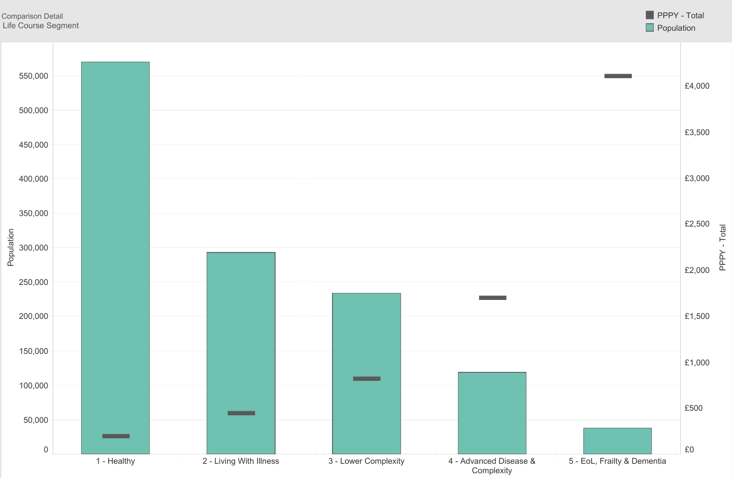 Comparison Detail
Life Course Segment
PPPY - Total
Population
550,000
500,000
450,000
400,000
350,000
300,000
250,000
200,000
150,000
100,000
50,000
0
Population
£4,000
£3,500
£3,000
£2,500
£2,000
£1,500
£1,000
£500
£0
PPPY - Total
1 - Healthy
2 - Living With Illness
3 - Lower Complexity
4 - Advanced Disease &
Complexity
5 - EoL, Frailty & Dementia